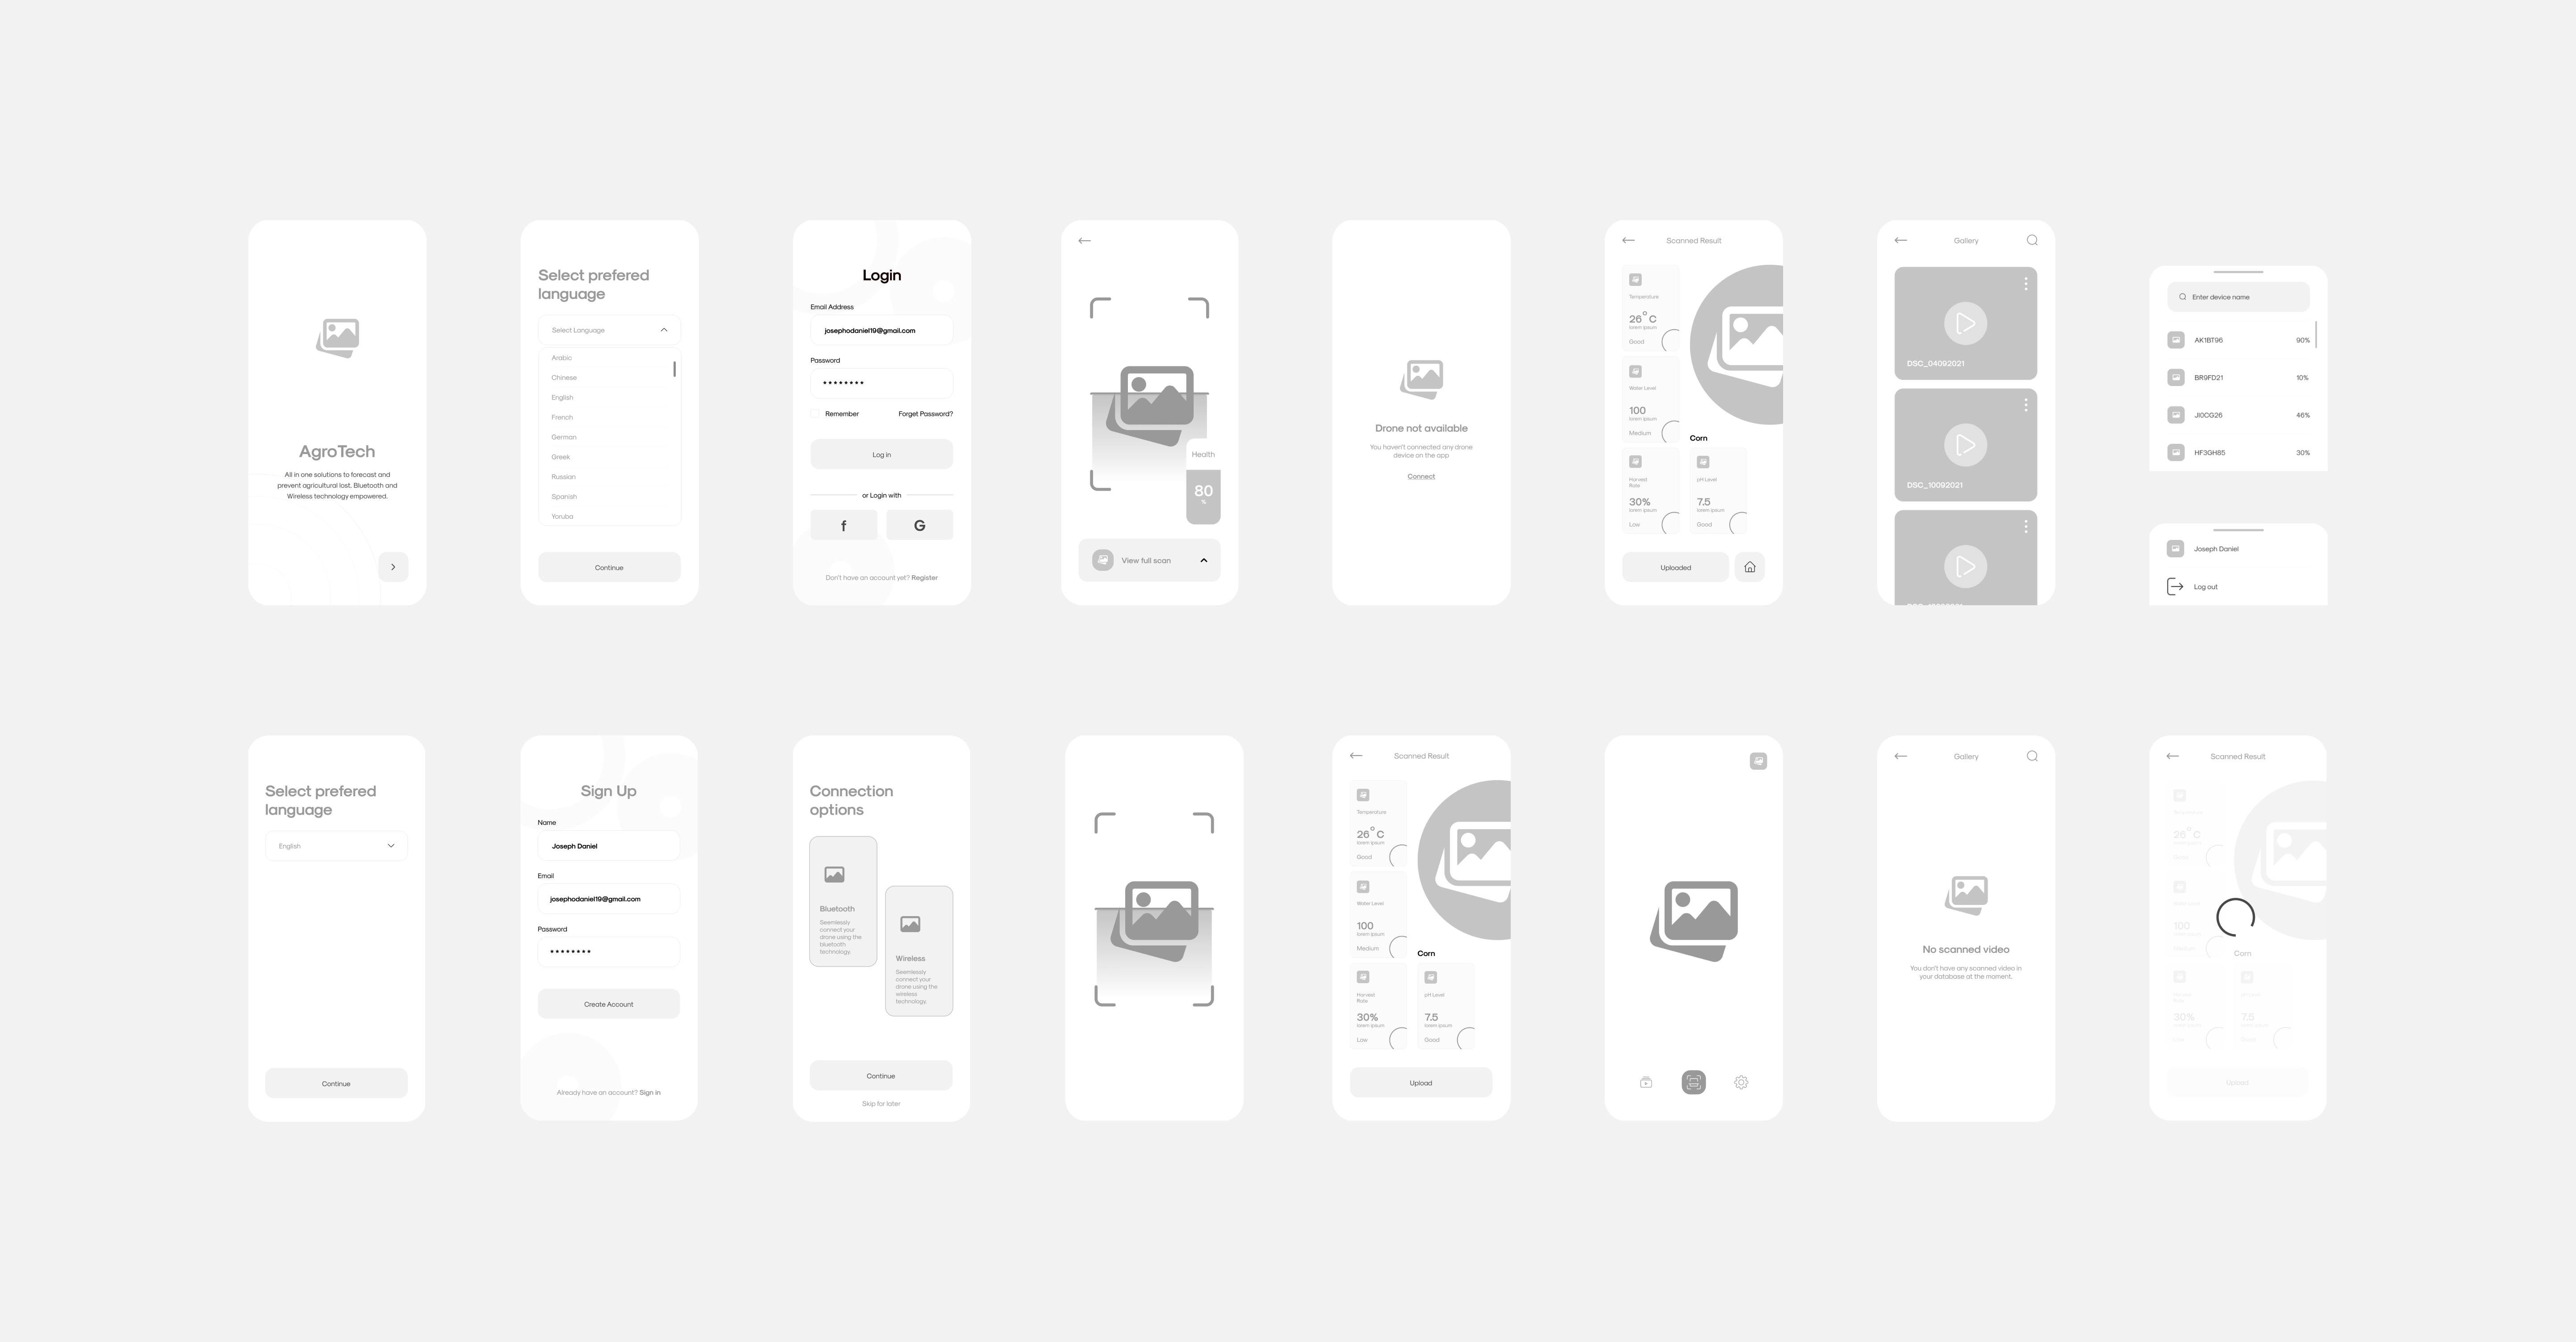 AgroTech
All in one solutions to forecast and
prevent agricultural lost. Bluetooth and
Wireless technology empowered.
Select prefered
language
Select Language
Arabic
Chinese
English
French
German
Greek
Russian
Spanish
Yoruba
Continue
Login
Email Address
josephodaniel19@gmail.com
Password
Remember
Forget Password?
Log in
or Login with
f
G
Don't have an account yet? Register
Health
80
%
View full scan
Drone not available
You haven't connected any drone
device on the app
Connect
Scanned Result
Temperature
26°C
lorem ipsum
Good
Water Level
100
lorem ipsum
Medium
Corn
Harvest
Rate
30%
lorem ipsum
Low
pH Level
7.5
lorem ipsum
Good
Uploaded
Gallery
DSC_04092021
DSC_10092021
Enter device name
AK1BT96
90%
BR9FD21
10%
JI0CG26
46%
HF3GH85
30%
Joseph Daniel
Log out
Select prefered
language
English
Continue
Sign Up
Name
Joseph Daniel
Email
josephodaniel19@gmail.com
Password
Create Account
Already have an account? Sign in
Connection
options
Bluetooth
Seemlessly
connect your
drone using the
bluetooth
technology.
Wireless
Seemlessly
connect your
drone using the
wireless
technology.
Continue
Skip for later
Scanned Result
Temperature
26°C
lorem ipsum
Good
Water Level
100
lorem ipsum
Medium
Corn
Harvest
Rate
30%
lorem ipsum
Low
pH Level
7.5
lorem ipsum
Good
Upload
Gallery
No scanned video
You don't have any scanned video in
your database at the moment.
Scanned Result
26°C
100
Corn
30%
7.5
Upload